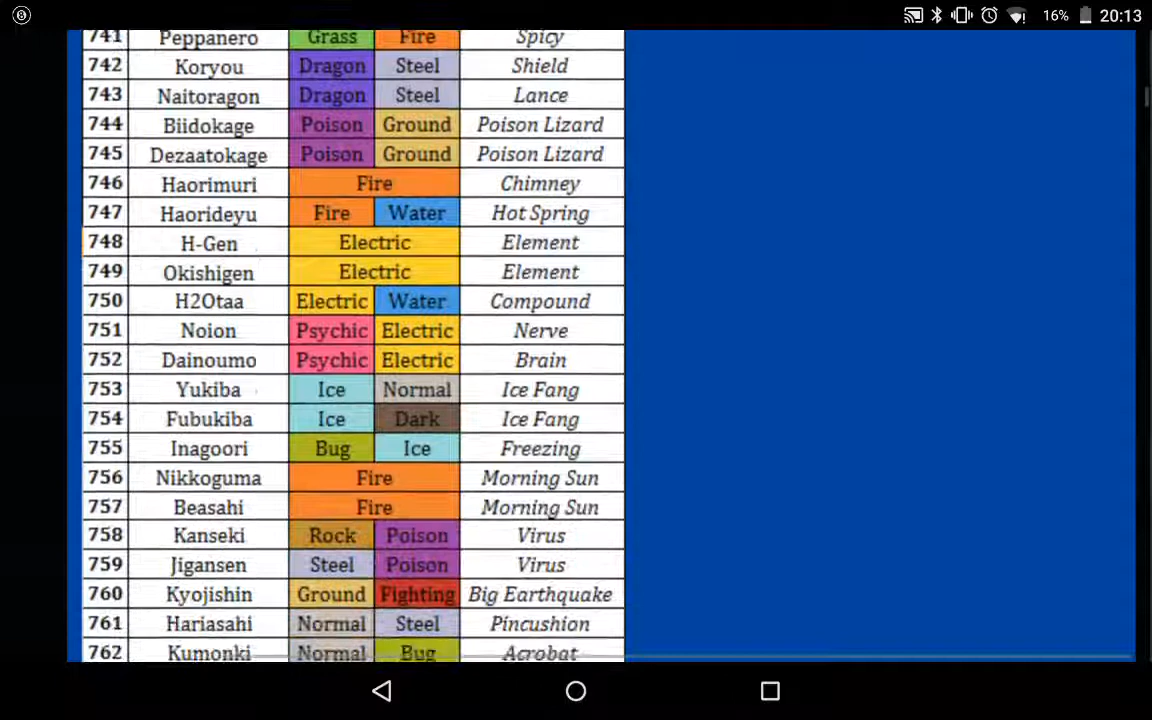 16% 20:13
741 Peppanero Grass Fire Spicy
742 Koryou Dragon Steel Shield
743 Naitoragon Dragon Steel Lance
744 Biidokage Poison Ground Poison Lizard
745 Dezaatokage Poison Ground Poison Lizard
746 Haorimuri Fire Chimney
747 Haorideyu Fire Water Hot Spring
748 H-Gen Electric Element
749 Okishigen Electric Element
750 H2Otaa Electric Water Compound
751 Noion Psychic Electric Nerve
752 Dainoumo Psychic Electric Brain
753 Yukiba Ice Normal Ice Fang
754 Fubukiba Ice Dark Ice Fang
755 Inagoori Bug Ice Freezing
756 Nikkoguma Fire Morning Sun
757 Beasahi Fire Morning Sun
758 Kanseki Rock Poison Virus
759 Jigansen Steel Poison Virus
760 Kyojishin Ground Fighting Big Earthquake
761 Hariasahi Normal Steel Pincushion
762 Kumonki Normal Bug Acrobat